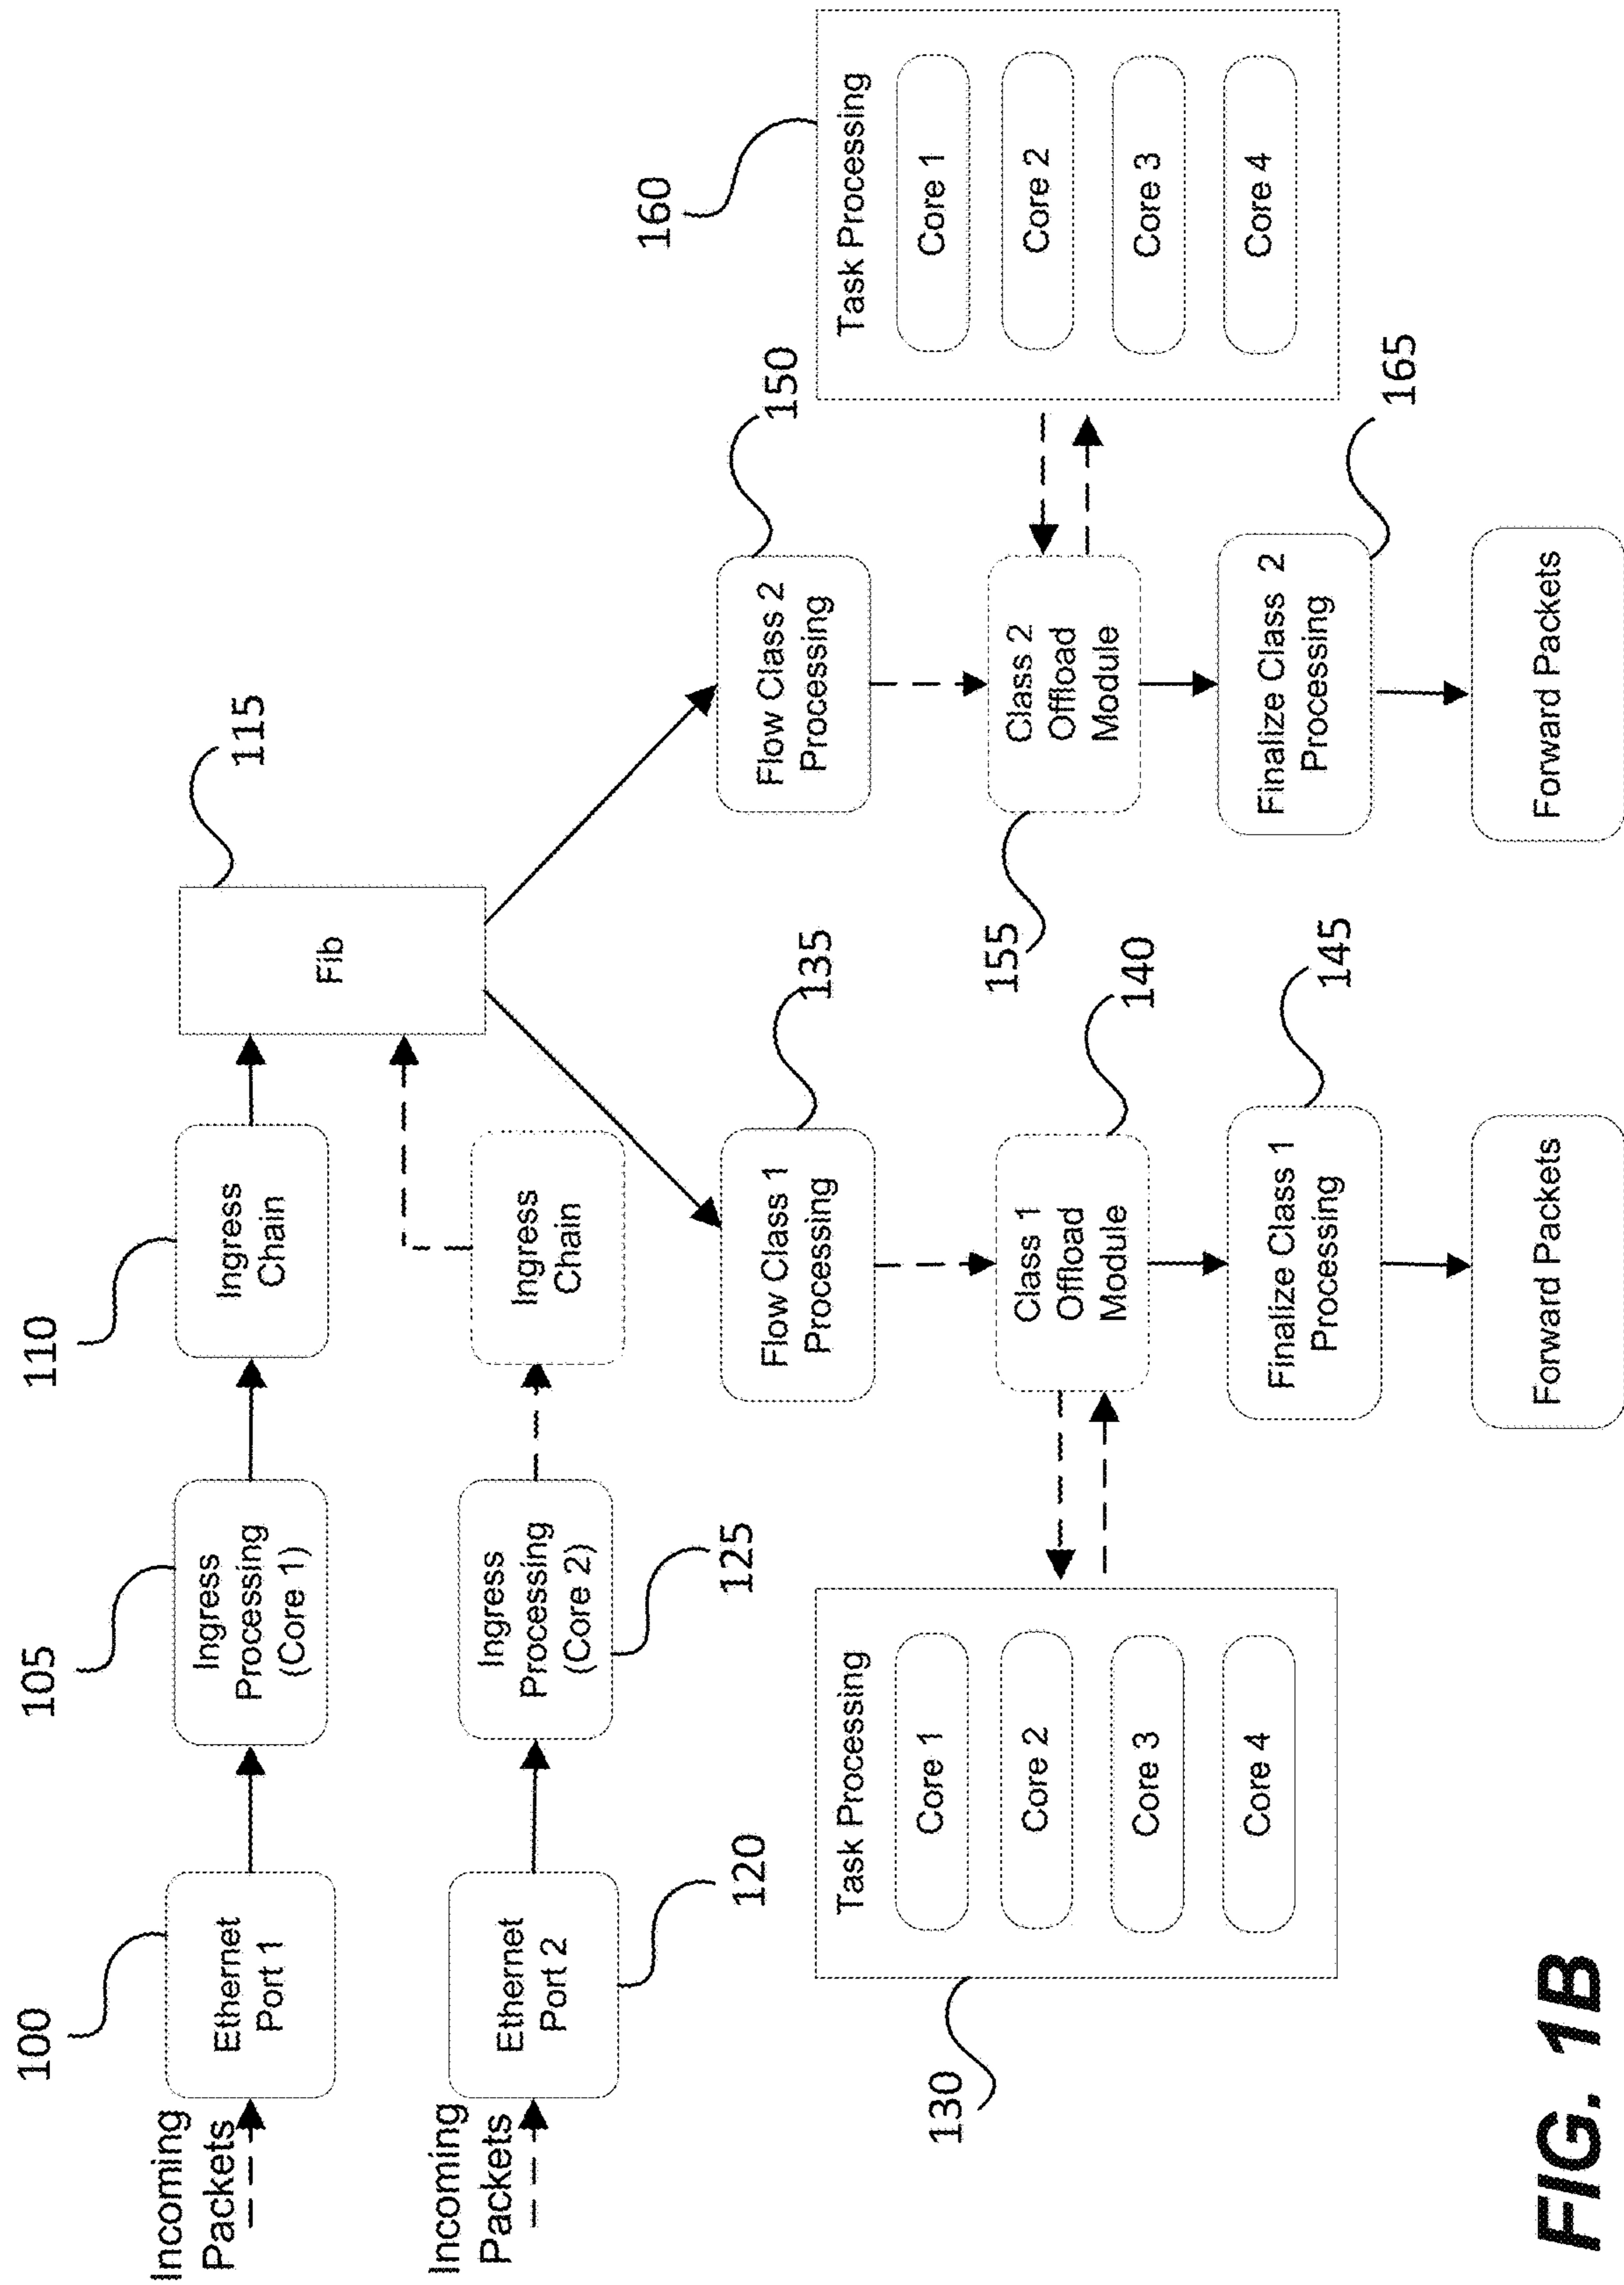 100
105
110
115
Incoming
Packets
Ethernet
Port 1
Ingress
Processing
(Core 1)
Ingress
Chain
Fib
Incoming
Packets
Ethernet
Port 2
Ingress
Processing
(Core 2)
Ingress
Chain
120
125
135
150
160
Flow Class 1
Processing
Flow Class 2
Processing
130
Task Processing
Core 1
Core 2
Core 3
Core 4
Class 1
Offload
Module
140
155
Class 2
Offload
Module
Task Processing
Core 1
Core 2
Core 3
Core 4
Finalize Class 1
Processing
145
Finalize Class 2
Processing
165
Forward Packets
Forward Packets
FIG. 1B